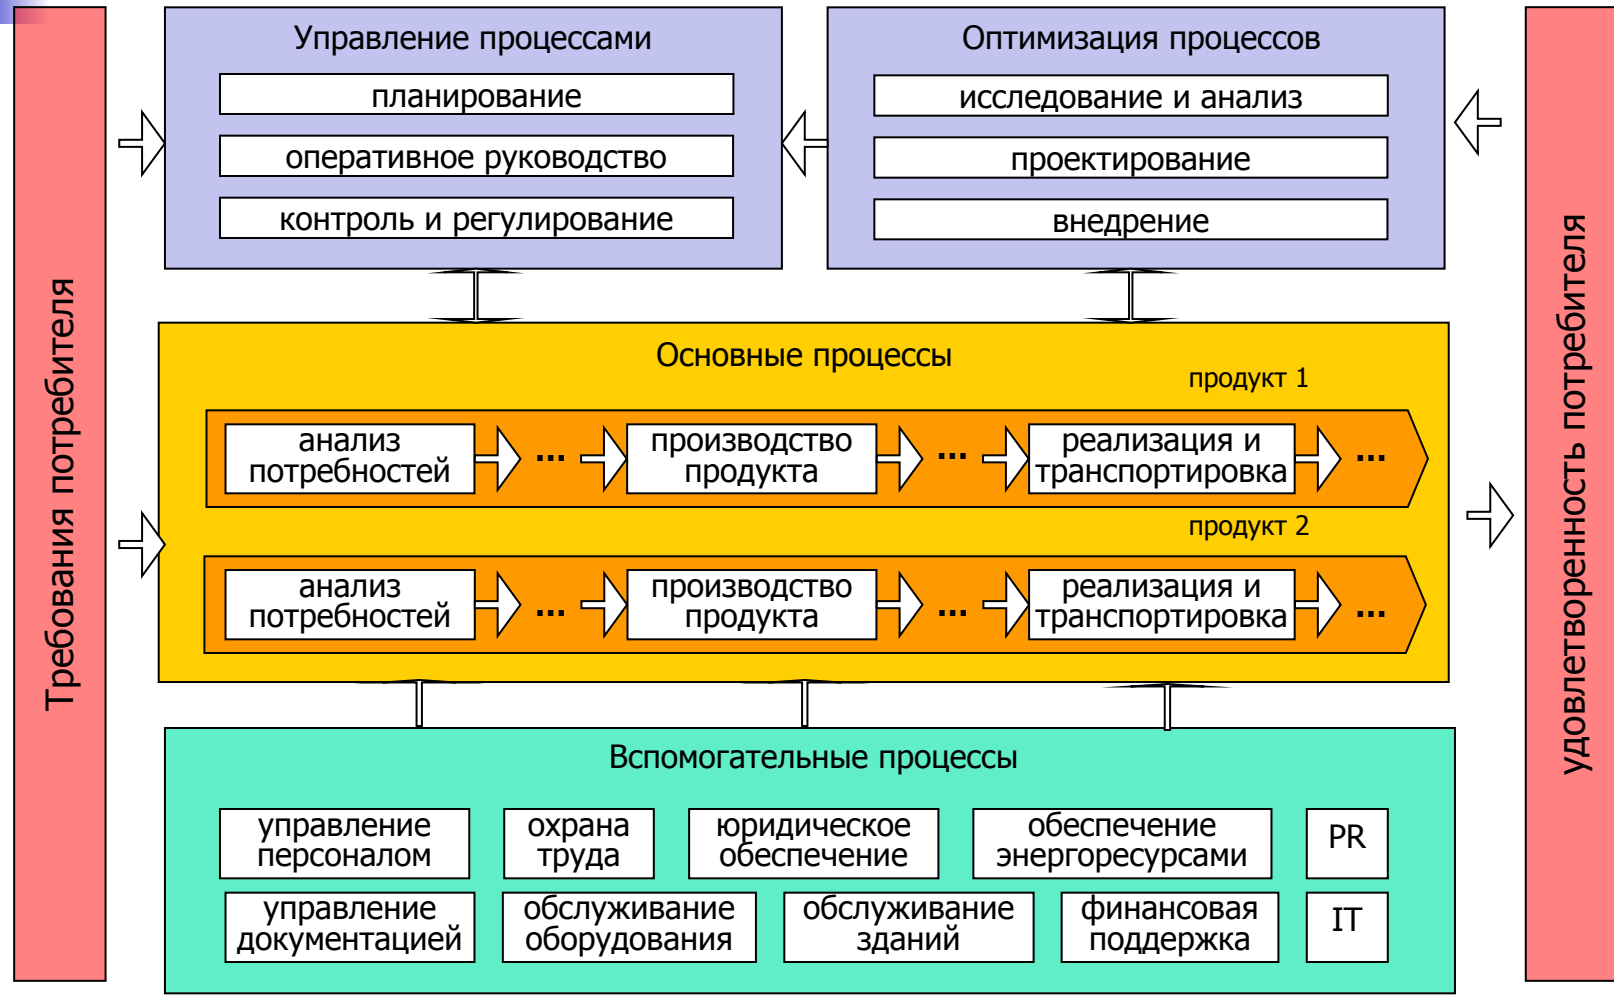 Требования потребителя
Управление процессами
планирование
оперативное руководство
контроль и регулирование
Оптимизация процессов
исследование и анализ
проектирование
внедрение
Основные процессы
продукт 1
анализ
потребностей
...
производство
продукта
...
реализация и
транспортировка
...
продукт 2
анализ
потребностей
...
производство
продукта
...
реализация и
транспортировка
...
Вспомогательные процессы
управление
персоналом
охрана
труда
юридическое
обеспечение
обеспечение
энергоресурсами
PR
управление
документацией
обслуживание
оборудования
обслуживание
зданий
финансовая
поддержка
IT
удовлетворенность потребителя